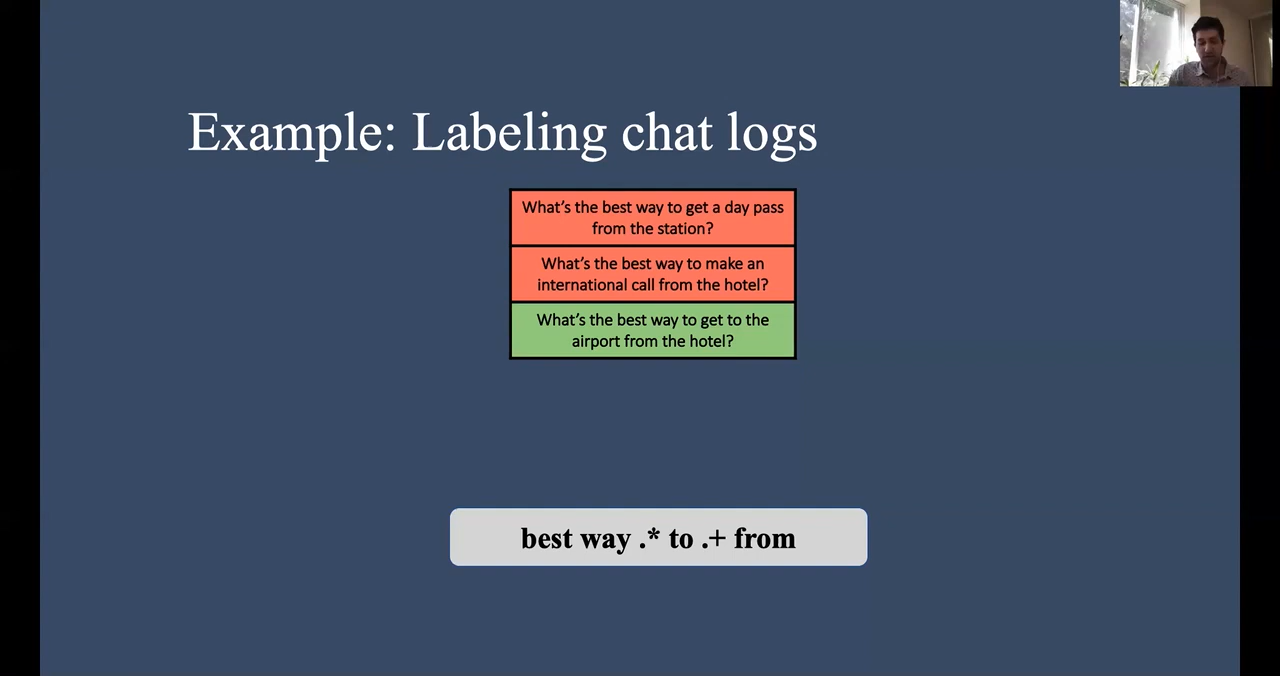 Example: Labeling chat logs
What’s the best way to get a day pass
from the station?
What’s the best way to make an
international call from the hotel?
What’s the best way to get to the
airport from the hotel?
best way .* to .+ from